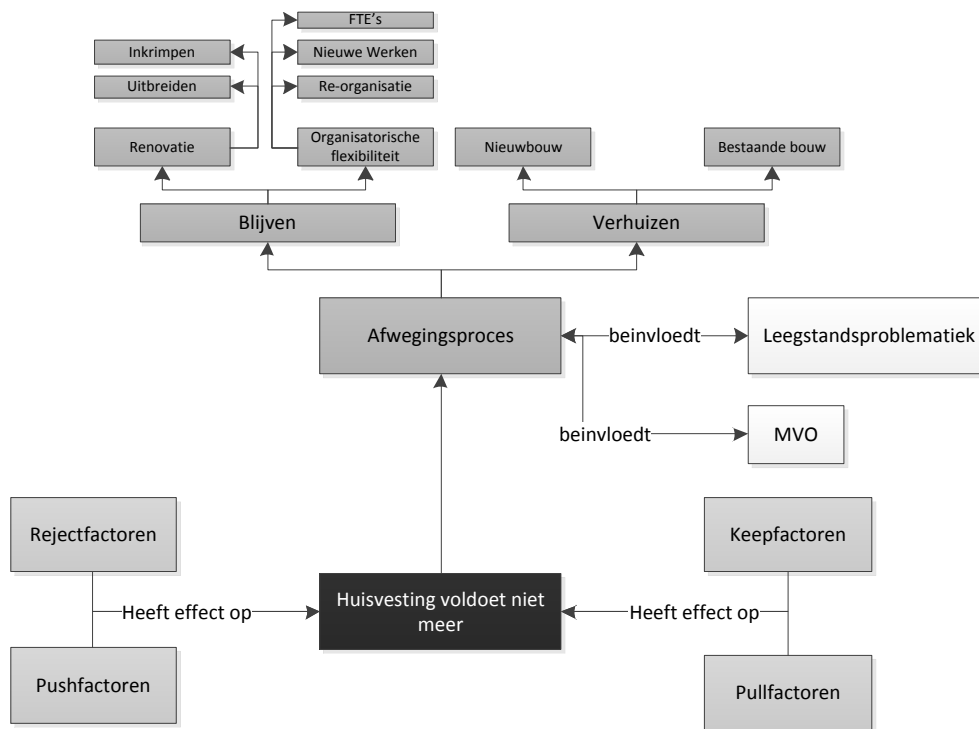 FTE's
Inkrimpen
Nieuwe Werken
Uitbreiden
Re-organisatie
Renovatie
Organisatorische
flexibiliteit
Nieuwbouw
Bestaande bouw
Blijven
Verhuizen
Afwegingsproces
beinvloedt
Leegstandsproblematiek
beinvloedt
MVO
Rejectfactoren
Keepfactoren
Heeft effect op
Huisvesting voldoet niet
meer
Heeft effect op
Pushfactoren
Pullfactoren